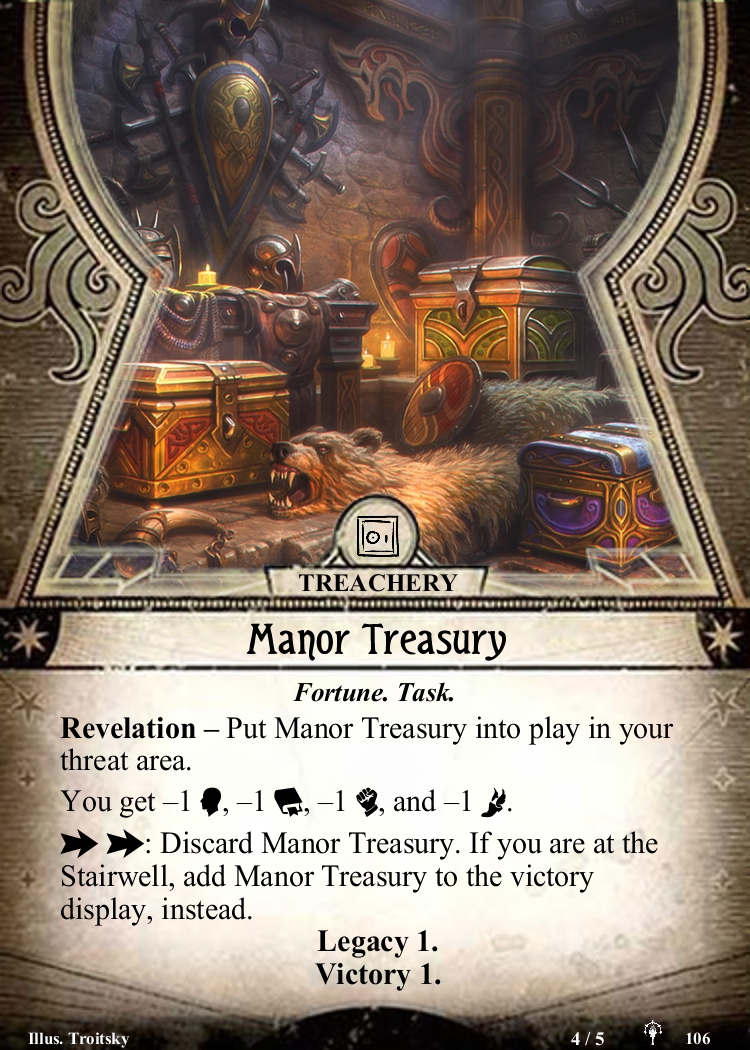 TREACHERY
Manor Treasury
Fortune. Task.
Revelation – Put Manor Treasury into play in your
threat area.
You get –1 , –1 , –1 , and –1 .
: Discard Manor Treasury. If you are at the
Stairwell, add Manor Treasury to the victory
display, instead.
Legacy 1.
Victory 1.
Illus. Troitsky 4 / 5 106